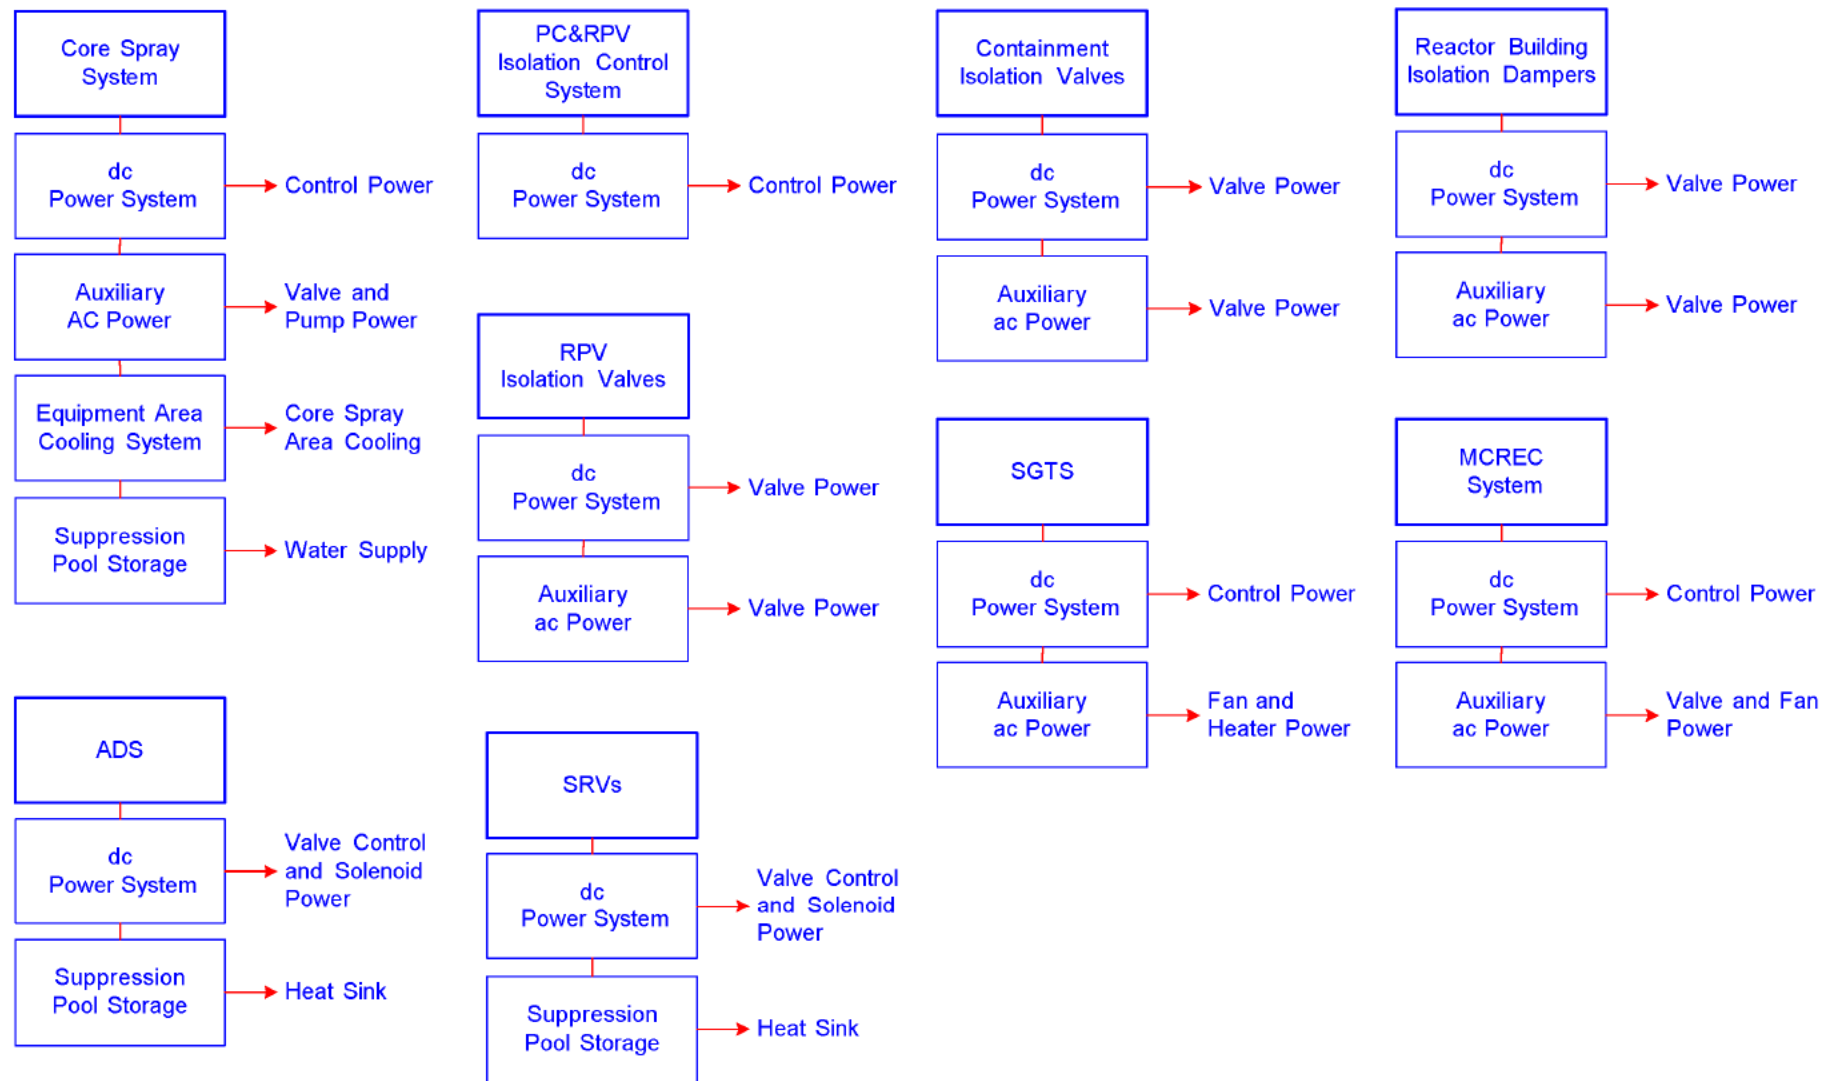 Core Spray
System
dc
Power System
Control Power
Auxiliary
AC Power
Valve and
Pump Power
Equipment Area
Cooling System
Core Spray
Area Cooling
Suppression
Pool Storage
Water Supply
ADS
dc
Power System
Valve Control
and Solenoid
Power
Suppression
Pool Storage
Heat Sink
PC&RPV
Isolation Control
System
dc
Power System
Control Power
RPV
Isolation Valves
dc
Power System
Valve Power
Auxiliary
ac Power
Valve Power
SRVs
dc
Power System
Valve Control
and Solenoid
Power
Suppression
Pool Storage
Heat Sink
Containment
Isolation Valves
dc
Power System
Valve Power
Auxiliary
ac Power
Valve Power
SGTS
dc
Power System
Control Power
Auxiliary
ac Power
Fan and
Heater Power
Reactor Building
Isolation Dampers
dc
Power System
Valve Power
Auxiliary
ac Power
Valve Power
MCREC
System
dc
Power System
Control Power
Auxiliary
ac Power
Valve and Fan
Power